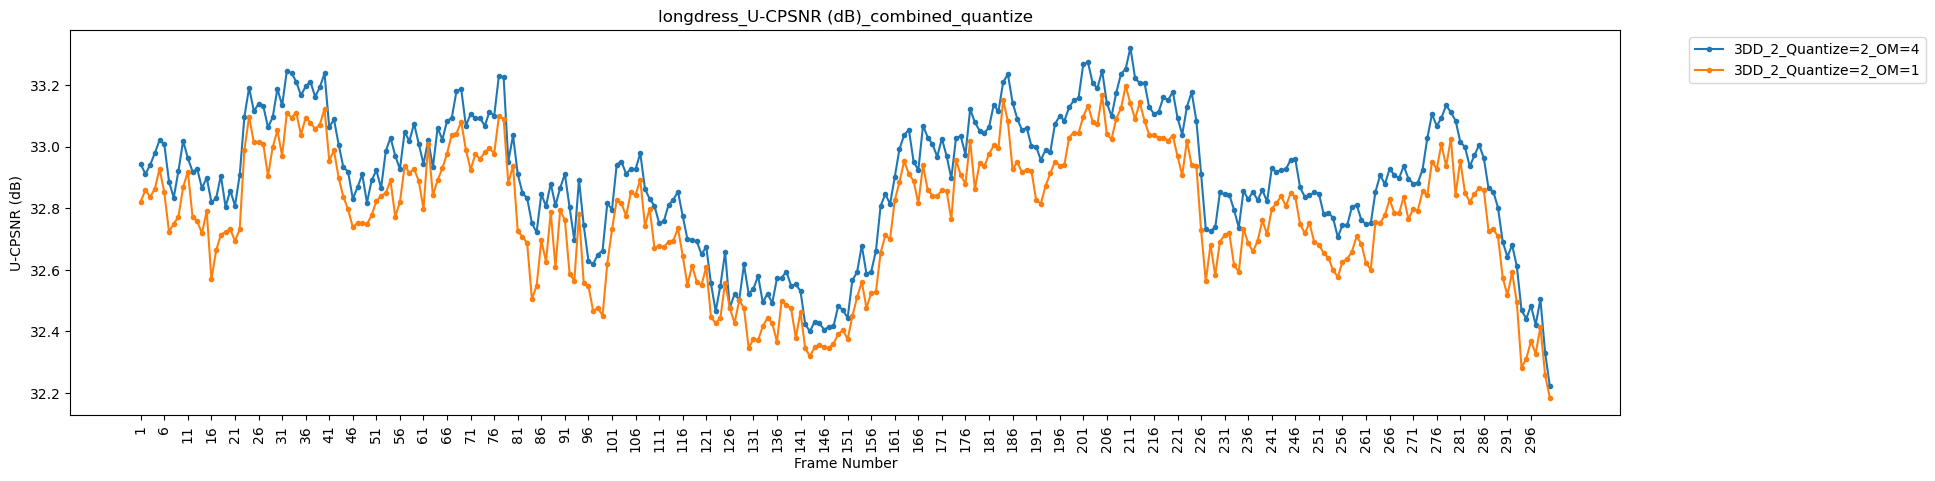 longdress_U-CPSNR (dB)_combined_quantize
3DD_2_Quantize=2_OM=4
3DD_2_Quantize=2_OM=1
U-CPSNR (dB)
33.2
33.0
32.8
32.6
32.4
32.2
1 6 11 16 21 26 31 36 41 46 51 56 61 66 71 76 81 86 91 96 101 106 111 116 121 126 131 136 141 146 151 156 161 166 171 176 181 186 191 196 201 206 211 216 221 226 231 236 241 246 251 256 261 266 271 276 281 286 291 296
Frame Number